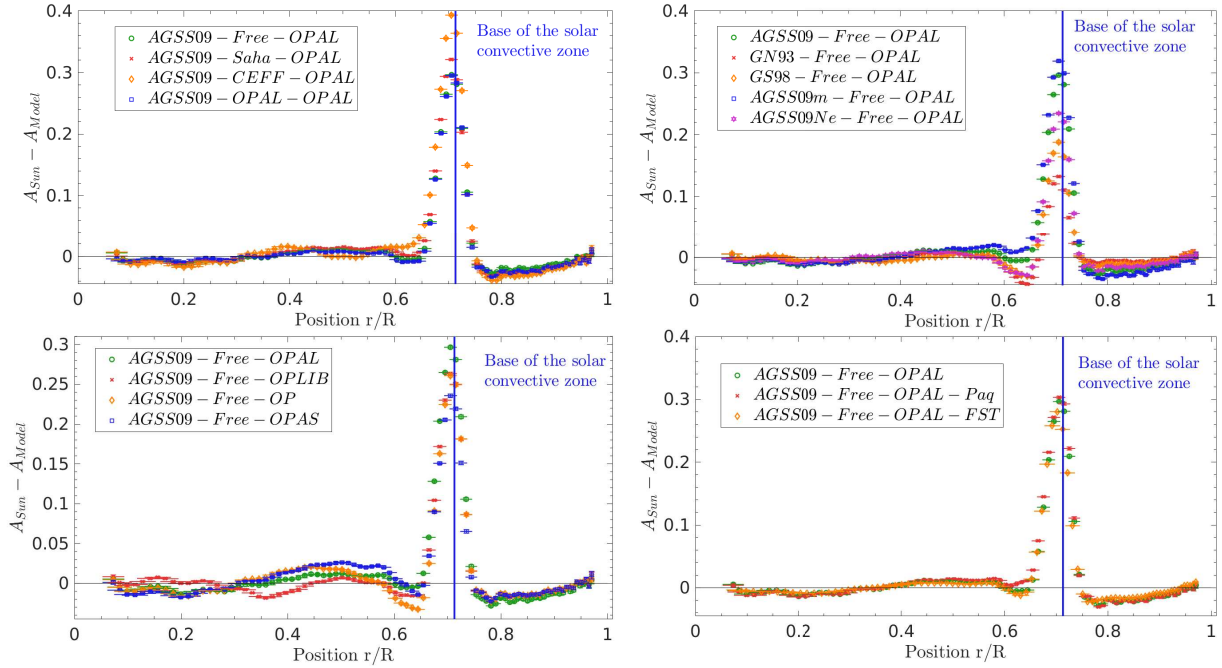 0.4
0.3
0.2
0.1
0
A_Sun − A_Model
AGSS09−Free−OPAL
AGSS09−Saha−OPAL
AGSS09−CEFF−OPAL
AGSS09−OPAL−OPAL
Base of the solar
convective zone
0 0.2 0.4 0.6 0.8 1
Position r/R
0.4
0.3
0.2
0.1
0
A_Sun − A_Model
AGSS09−Free−OPAL
GN93−Free−OPAL
GS98−Free−OPAL
AGSS09m−Free−OPAL
AGSS09Ne−Free−OPAL
Base of the solar
convective zone
0 0.2 0.4 0.6 0.8 1
Position r/R
0.3
0.25
0.2
0.15
0.1
0.05
0
A_Sun − A_Model
AGSS09−Free−OPAL
AGSS09−Free−OPLIB
AGSS09−Free−OP
AGSS09−Free−OPAS
Base of the solar
convective zone
0 0.2 0.4 0.6 0.8 1
Position r/R
0.4
0.3
0.2
0.1
0
A_Sun − A_Model
AGSS09−Free−OPAL
AGSS09−Free−OPAL−Paq
AGSS09−Free−OPAL−FST
Base of the solar
convective zone
0 0.2 0.4 0.6 0.8 1
Position r/R